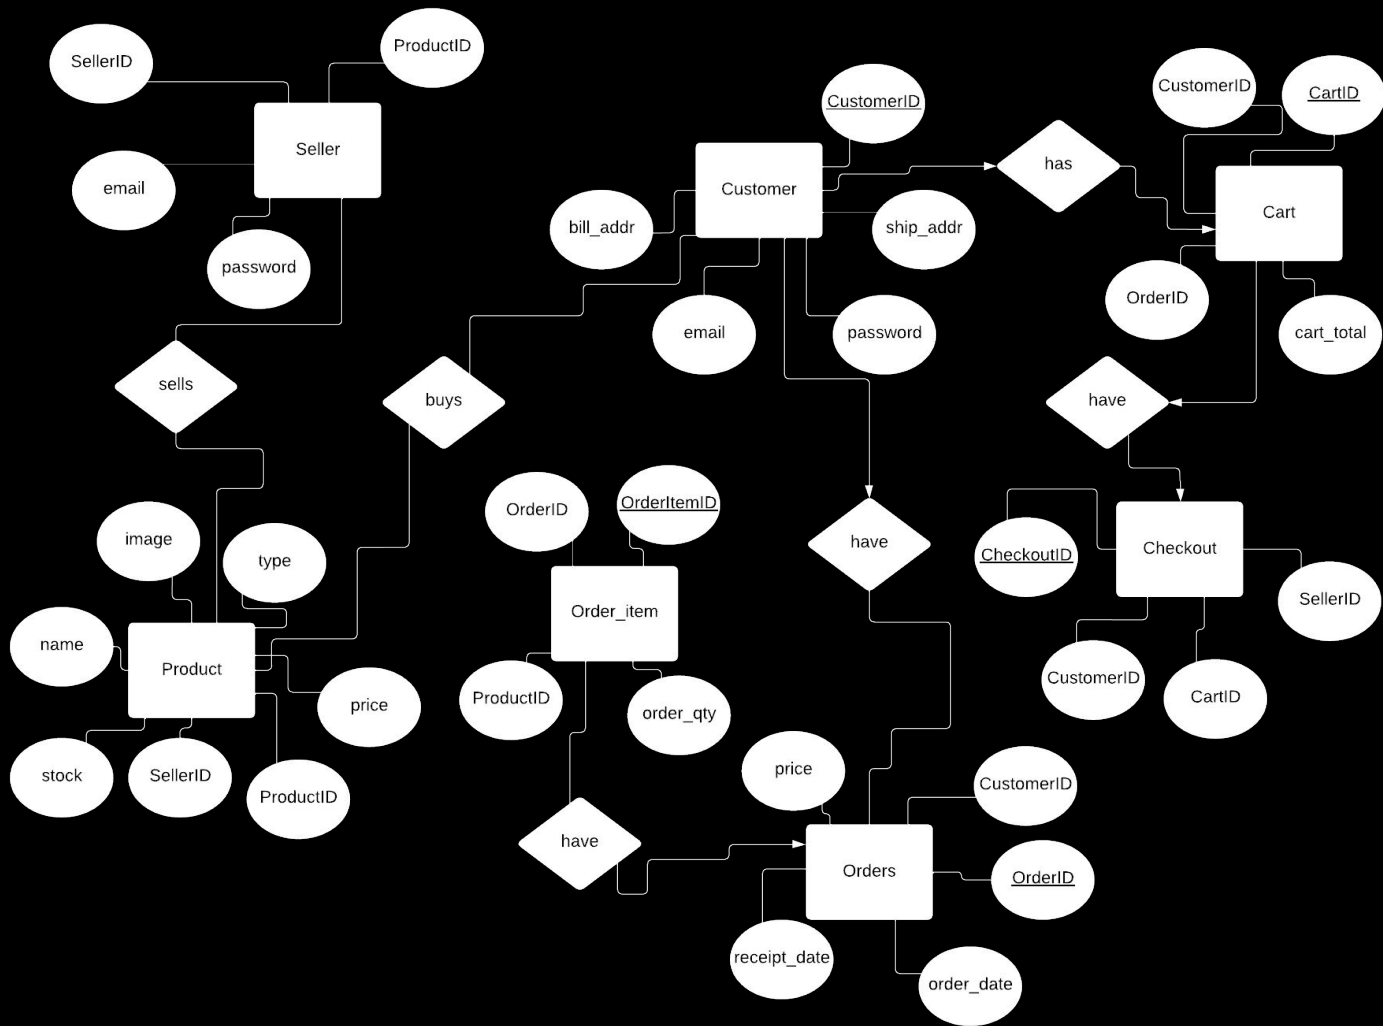 SellerID
ProductID
Seller
email
password
sells
CustomerID
Customer
bill_addr
ship_addr
email
password
has
CustomerID
CartID
Cart
OrderID
cart_total
buys
have
have
image
type
name
Product
price
stock
SellerID
ProductID
OrderID
OrderItemID
Order_item
ProductID
order_qty
have
CheckoutID
Checkout
SellerID
CustomerID
CartID
price
CustomerID
Orders
OrderID
receipt_date
order_date